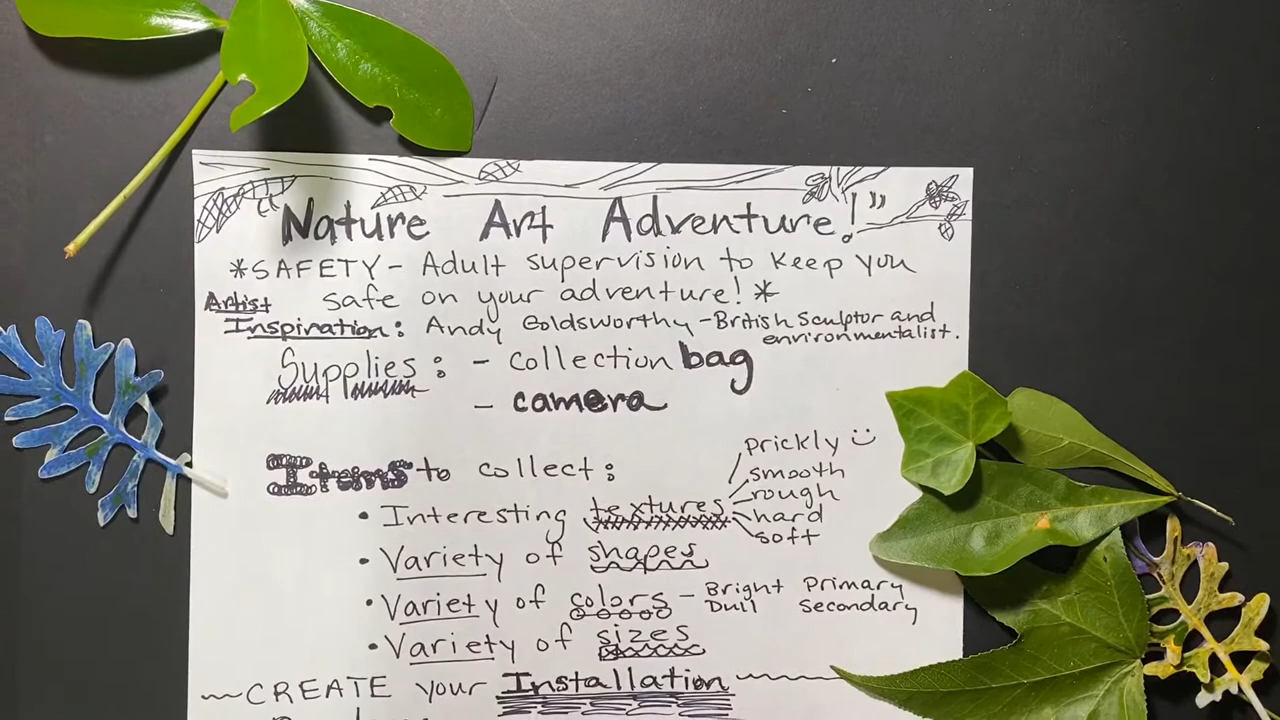 Nature Art Adventure!
*SAFETY - Adult supervision to keep you
safe on your adventure! *
Artist
Inspiration: Andy Goldsworthy - British Sculptor and
environmentalist.
Supplies: - collection bag
- camera
Items to collect:
• Interesting textures
prickly
smooth
rough
hard
soft
• Variety of shapes
• Variety of colors - Bright Primary
Dull Secondary
• Variety of sizes
CREATE your Installation